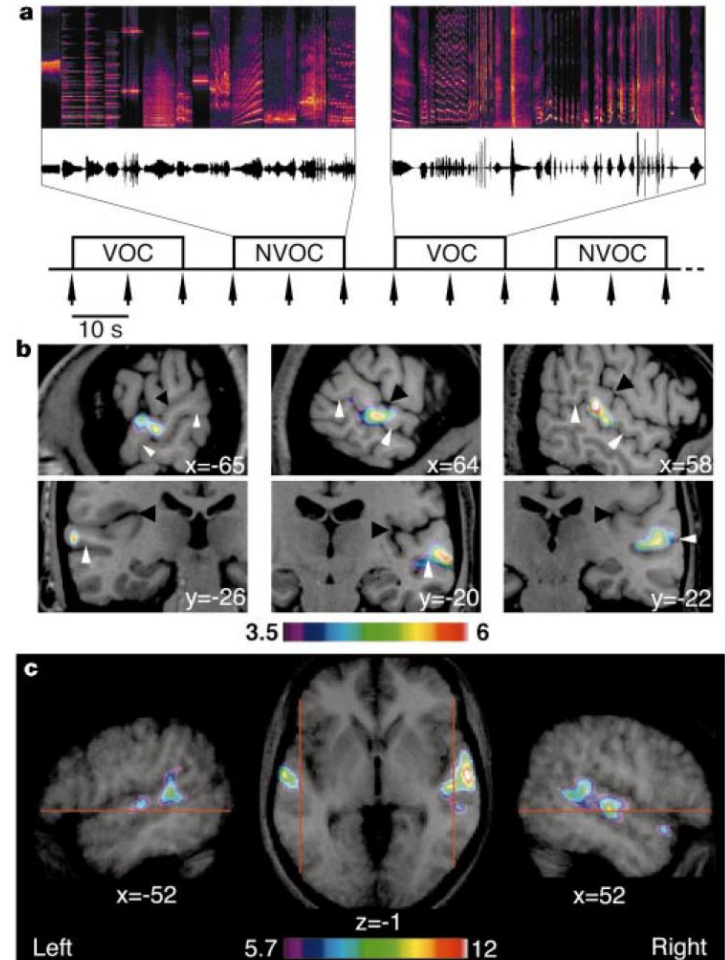 a
VOC NVOC VOC NVOC
10 s
b
x=-65 x=64 x=58
y=-26 y=-20 y=-22
3.5 6
c
x=-52 x=52
z=-1
Left 5.7 12 Right